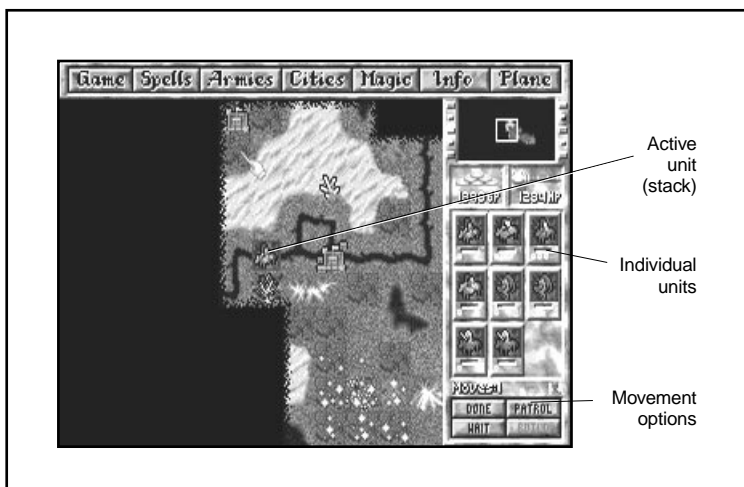 Game Spells Armies Cities Magic Info Plane
Active
unit
(stack)
Individual
units
Movement
options
DONE PATROL
WAIT